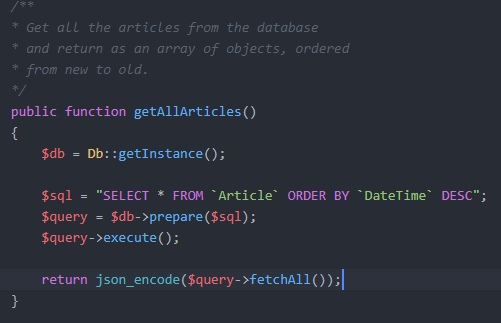 /**
* Get all the articles from the database
* and return as an array of objects, ordered
* from new to old.
*/
public function getAllArticles()
{
    $db = Db::getInstance();

    $sql = "SELECT * FROM `Article` ORDER BY `DateTime` DESC";
    $query = $db->prepare($sql);
    $query->execute();

    return json_encode($query->fetchAll());
}